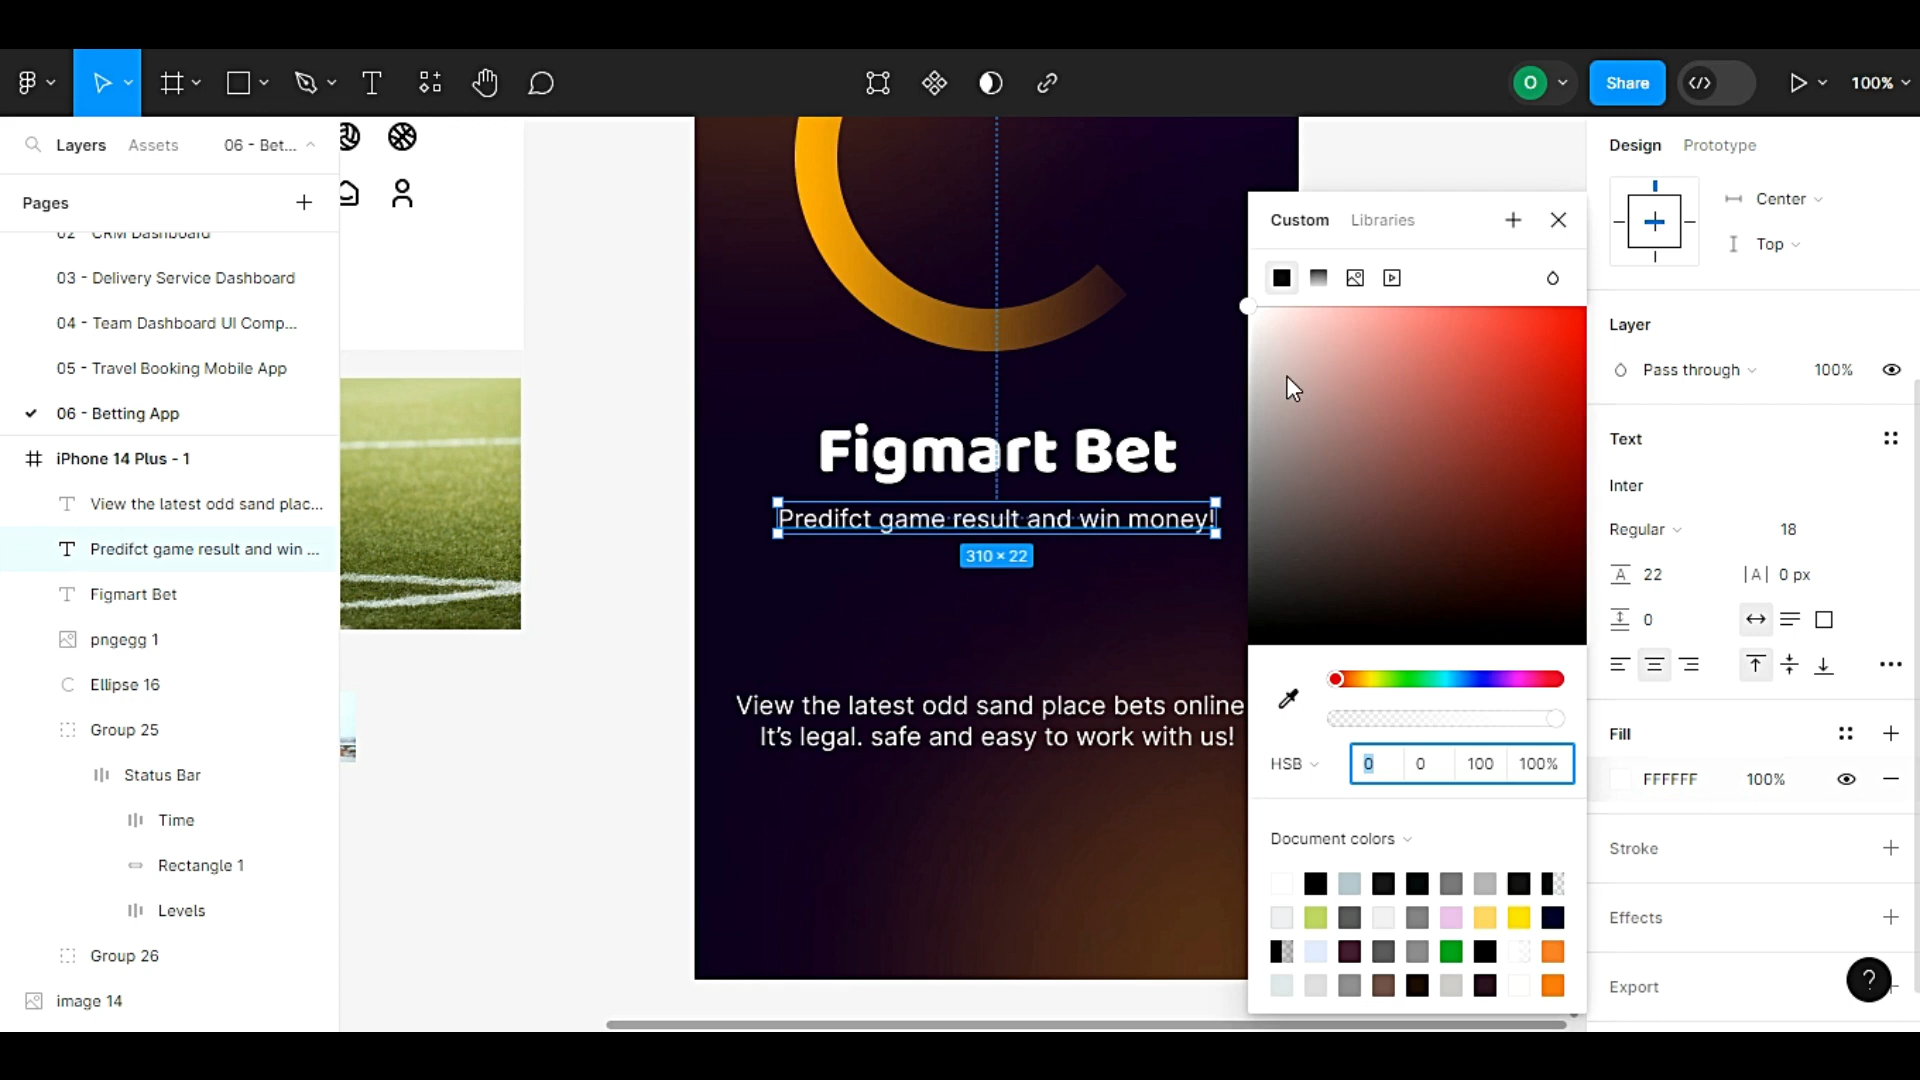 O
Share
100%
Layers
Assets
06 - Bet...
Pages
02 - CRM Dashboard
03 - Delivery Service Dashboard
04 - Team Dashboard UI Comp...
05 - Travel Booking Mobile App
06 - Betting App
iPhone 14 Plus - 1
View the latest odd sand plac...
Predifct game result and win ...
Figmart Bet
pngegg 1
Ellipse 16
Group 25
Status Bar
Time
Rectangle 1
Levels
Group 26
image 14
Figmart Bet
Predifct game result and win money!
310 × 22
View the latest odd sand place bets online
It's legal. safe and easy to work with us!
Custom
Libraries
HSB
0
0
100
100%
Document colors
Design
Prototype
Center
Top
Layer
Pass through
100%
Text
Inter
Regular
18
22
0 px
0
Fill
FFFFFF
100%
Stroke
Effects
Export
?